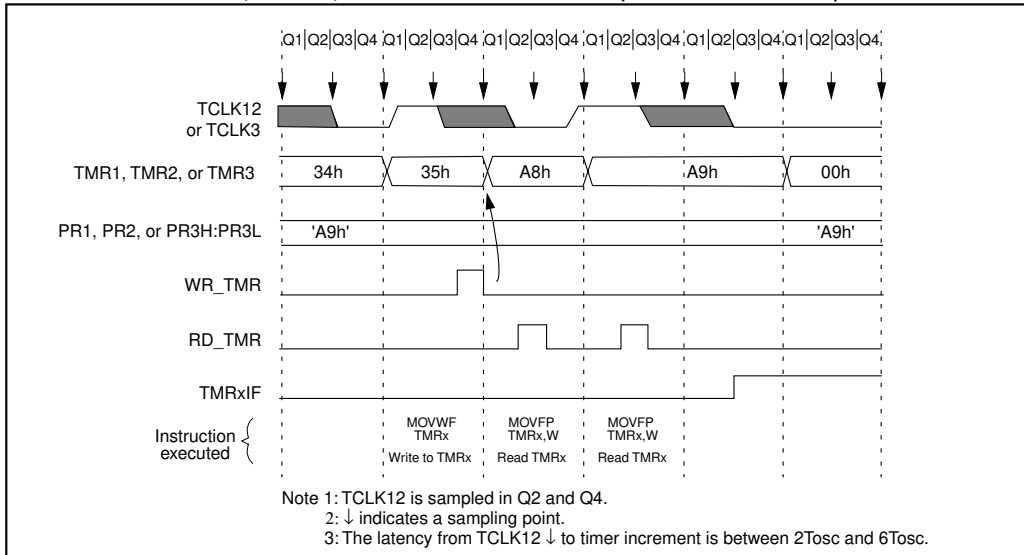 Q1 Q2 Q3 Q4 Q1 Q2 Q3 Q4 Q1 Q2 Q3 Q4 Q1 Q2 Q3 Q4 Q1 Q2 Q3 Q4 Q1 Q2 Q3 Q4
TCLK12
or TCLK3
TMR1, TMR2, or TMR3 34h 35h A8h A9h 00h
PR1, PR2, or PR3H:PR3L 'A9h' 'A9h'
WR_TMR
RD_TMR
TMRxIF
Instruction
executed
MOVWF
TMRx
Write to TMRx
MOVFP
TMRx,W
Read TMRx
MOVFP
TMRx,W
Read TMRx
Note 1: TCLK12 is sampled in Q2 and Q4.
2: ↓ indicates a sampling point.
3: The latency from TCLK12 ↓ to timer increment is between 2Tosc and 6Tosc.